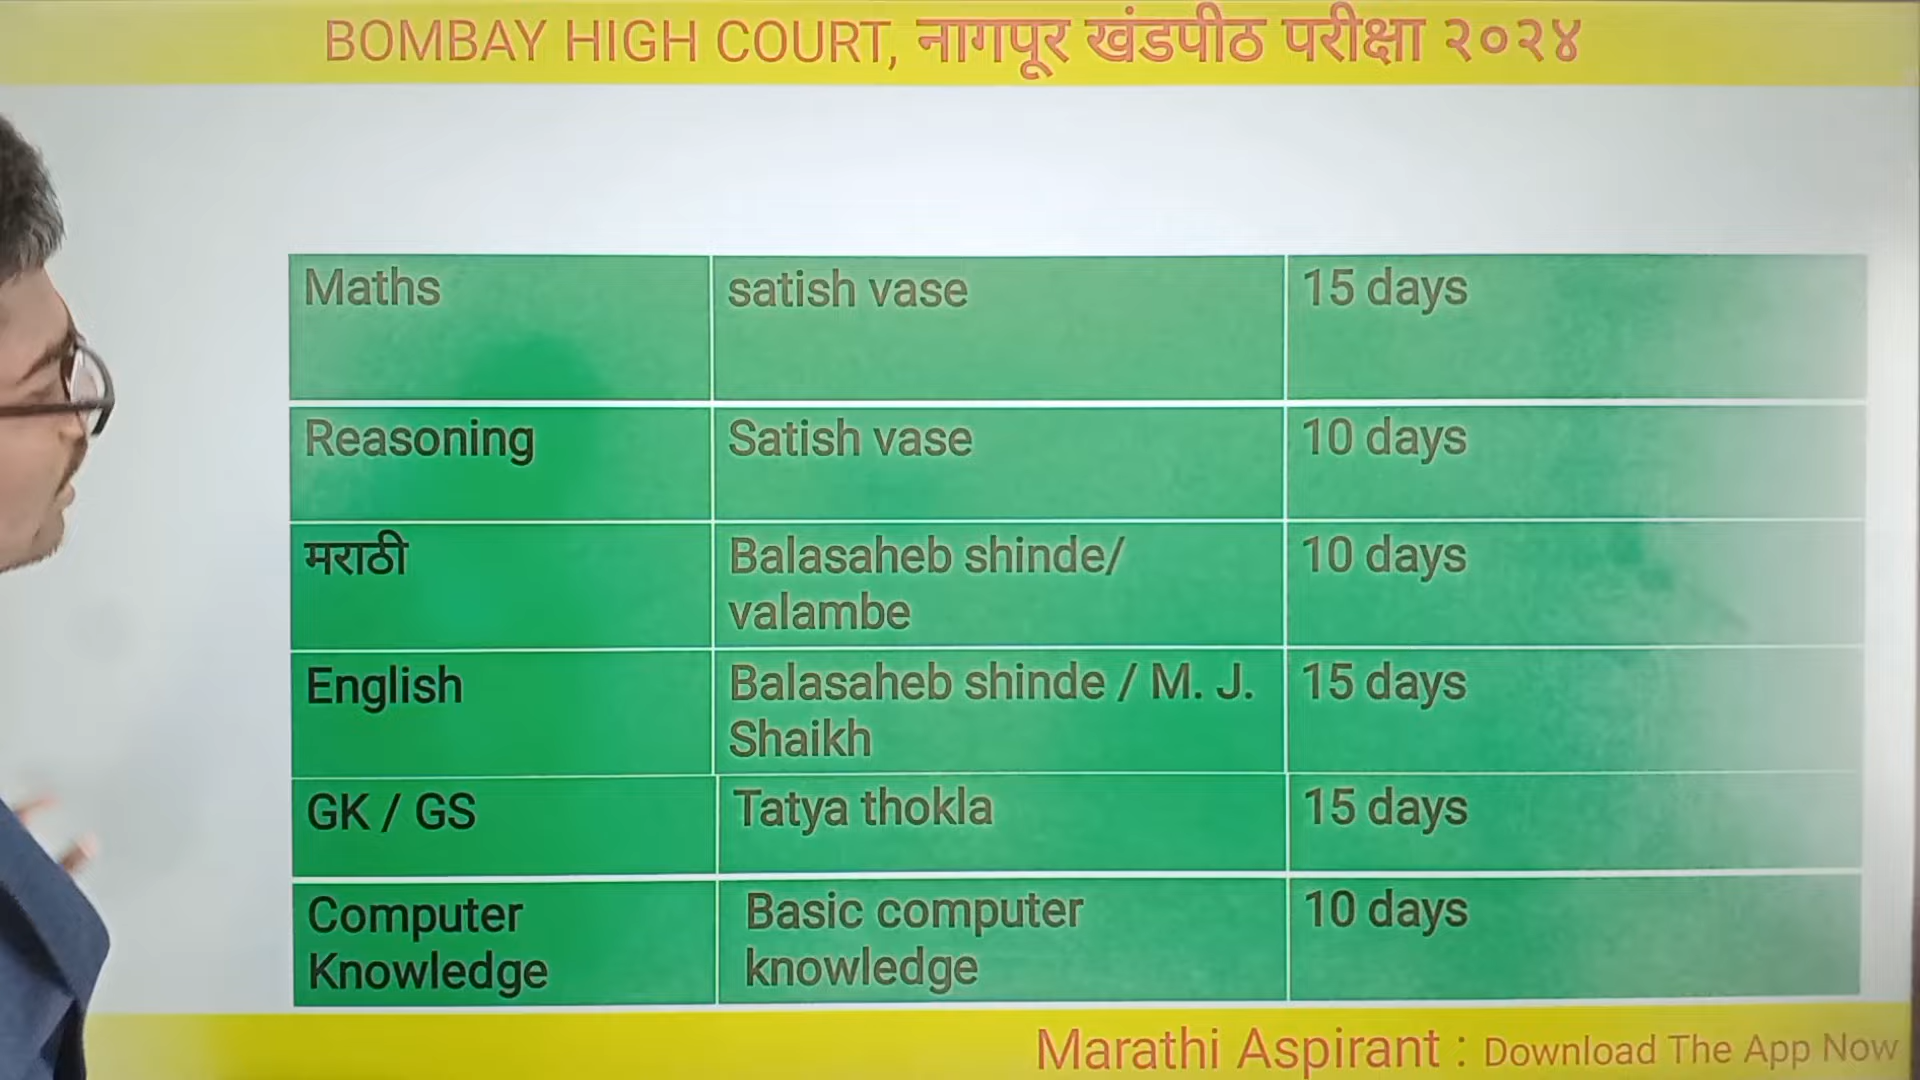 BOMBAY HIGH COURT, नागपूर खंडपीठ परीक्षा २०२४
Maths satish vase 15 days
Reasoning Satish vase 10 days
मराठी Balasaheb shinde/ 10 days
valambe
English Balasaheb shinde / M. J. 15 days
Shaikh
GK / GS Tatya thokla 15 days
Computer Basic computer 10 days
Knowledge knowledge
Marathi Aspirant : Download The App Now